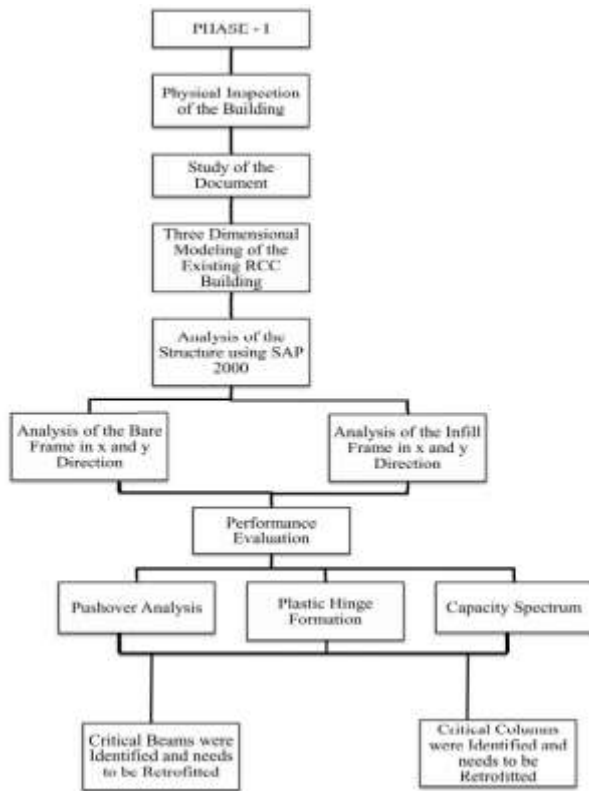 PHASE - I
Physical Inspection
of the Building
Study of the
Document
Three Dimensional
Modeling of the
Existing RCC
Building
Analysis of the
Structure using SAP
2000
Analysis of the Bare
Frame in x and y
Direction
Analysis of the Infill
Frame in x and y
Direction
Performance
Evaluation
Pushover Analysis
Plastic Hinge
Formation
Capacity Spectrum
Critical Beams were
Identified and needs
to be Retrofitted
Critical Columns
were Identified and
needs to be
Retrofitted